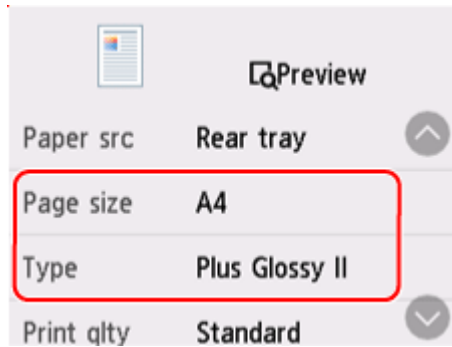 Preview
Paper src Rear tray
Page size A4
Type Plus Glossy II
Print qlty Standard